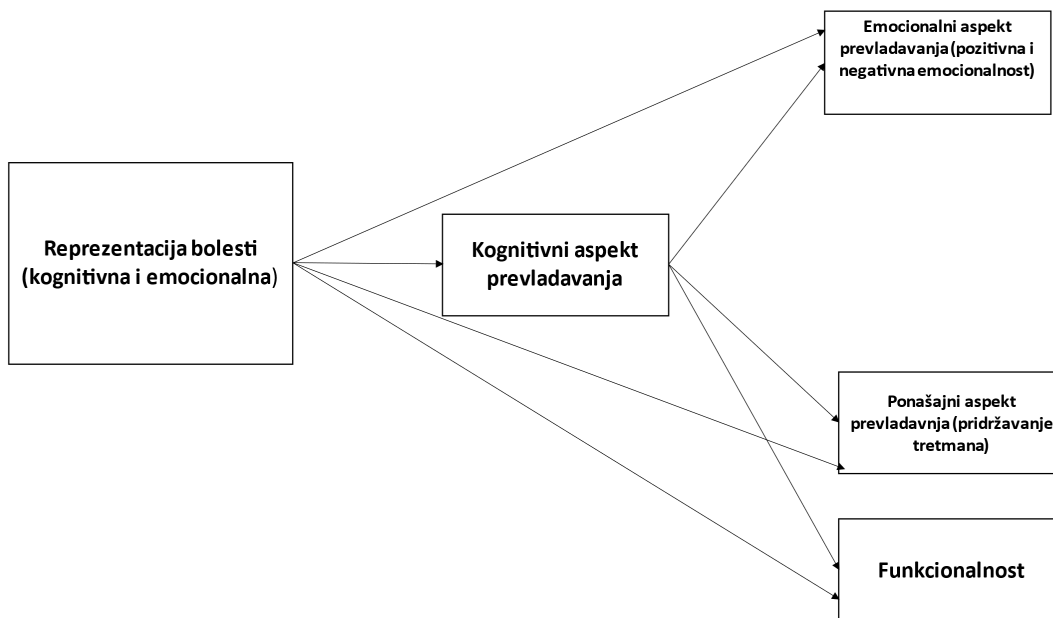 Emocionalni aspekt
prevladavanja (pozitivna i
negativna emocionalnost)
Reprezentacija bolesti
(kognitivna i emocionalna)
Kognitivni aspekt
prevladavanja
Ponašajni aspekt
prevladavnja (pridržavanje
tretmana)
Funkcionalnost